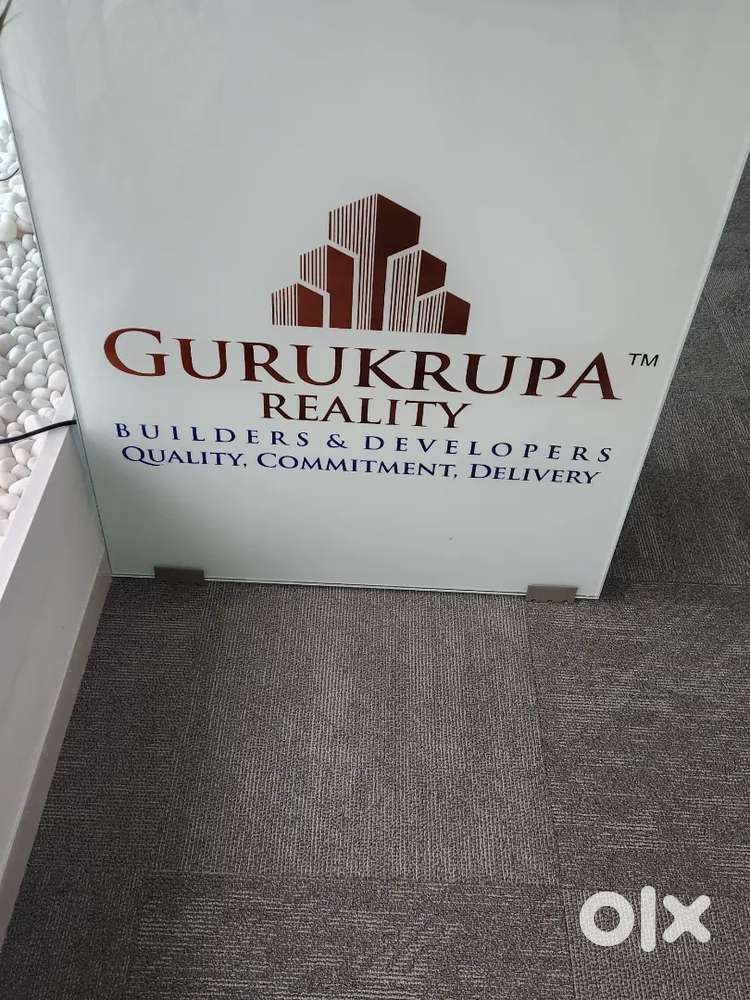 GURUKRUPA™
REALITY
BUILDERS & DEVELOPERS
QUALITY, COMMITMENT, DELIVERY
olx